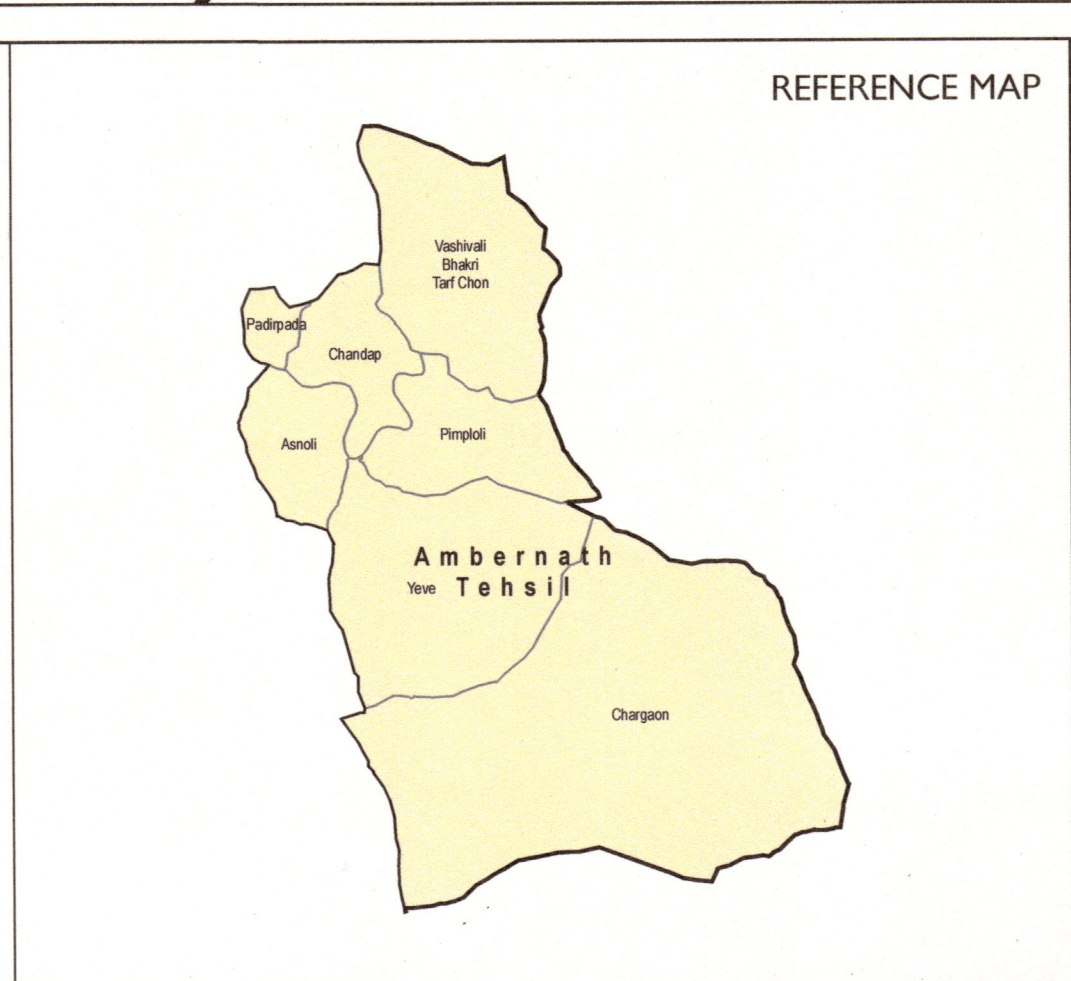 REFERENCE MAP
Vashivali
Bhakri
Tarf Chon
Padirpada
Chandap
Pimploli
Asnoli
Ambernath
Yeve Tehsil
Chargaon